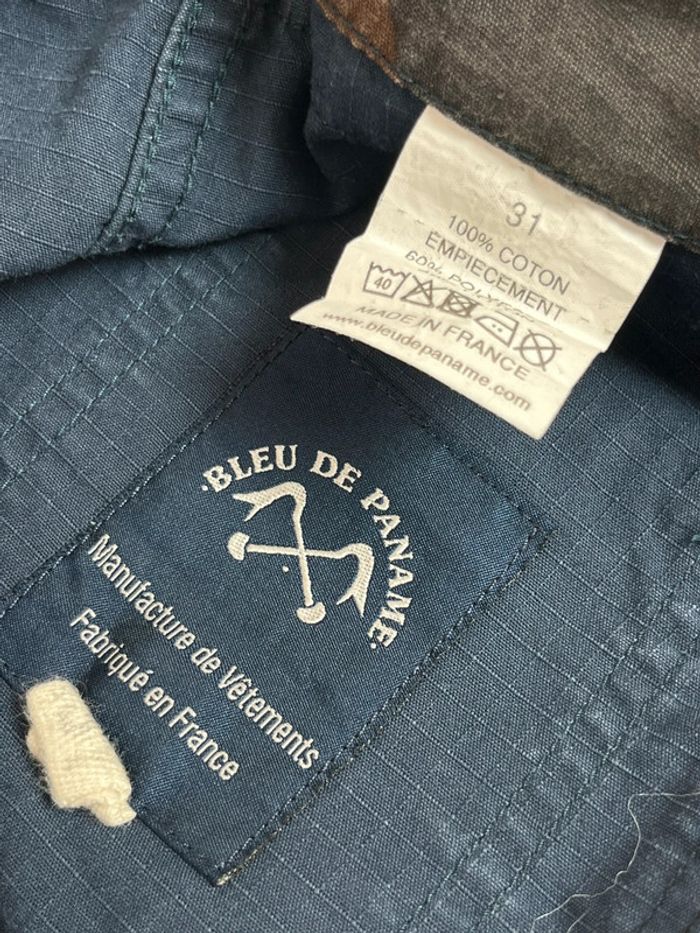 31
100% COTON
EMPIECEMENT
60%
MADE IN FRANCE
www.bleudepaname.com
40
BLEU DE PANAME
Manufacture de Vêtements
Fabriqué en France